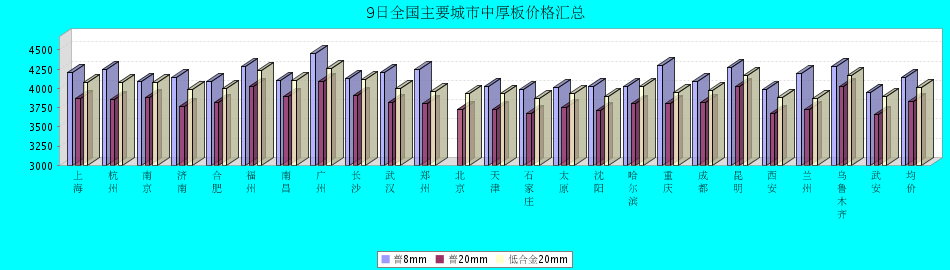 9日全国主要城市中厚板价格汇总
4500
4250
4000
3750
3500
3250
3000
上海 杭州 南京 济南 合肥 福州 南昌 广州 长沙 武汉 郑州 北京 天津 石家庄 太原 沈阳 哈尔滨 重庆 成都 昆明 西安 兰州 乌鲁木齐 武安 均价
普8mm 普20mm 低合金20mm